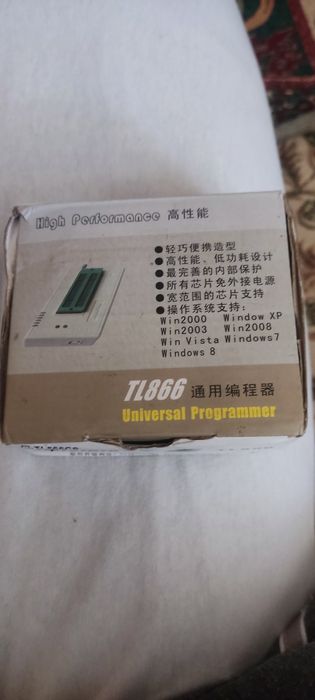 High Performance 高性能
●轻巧便携造型
●高性能、低功耗设计
●最完善的内部保护
●所有芯片免外接电源
●宽范围的芯片支持
●操作系统支持:
Win2000 Window XP
Win2003 Win2008
Win Vista Windows7
Windows 8
TL866 通用编程器
Universal Programmer